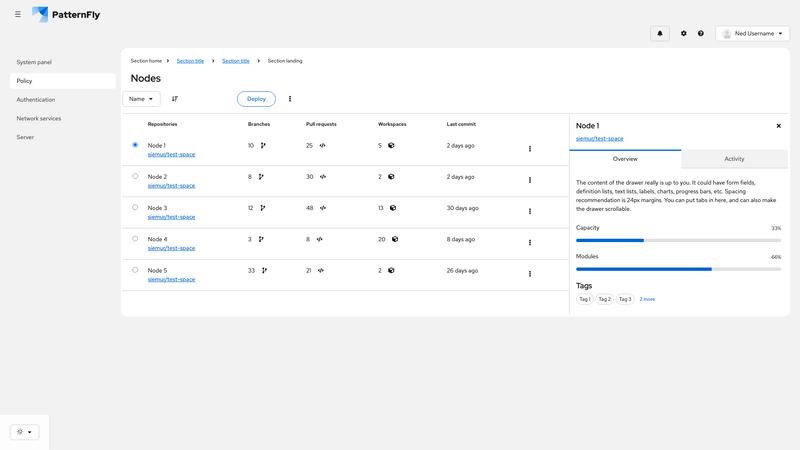 PatternFly
Ned Username
System panel
Policy
Authentication
Network services
Server
Section home
Section title
Section title
Section landing
Nodes
Name
Deploy
Repositories Branches Pull requests Workspaces Last commit
Node 1 10 25 5 2 days ago
siemur/test-space
Node 2 8 30 2 2 days ago
siemur/test-space
Node 3 12 48 13 30 days ago
siemur/test-space
Node 4 3 8 20 8 days ago
siemur/test-space
Node 5 33 21 2 26 days ago
siemur/test-space
Node 1
siemur/test-space
Overview Activity
The content of the drawer really is up to you. It could have form fields,
definition lists, text lists, labels, charts, progress bars, etc. Spacing
recommendation is 24px margins. You can put tabs in here, and can also make
the drawer scrollable.
Capacity 33%
Modules 66%
Tags
Tag 1 Tag 2 Tag 3 2 more